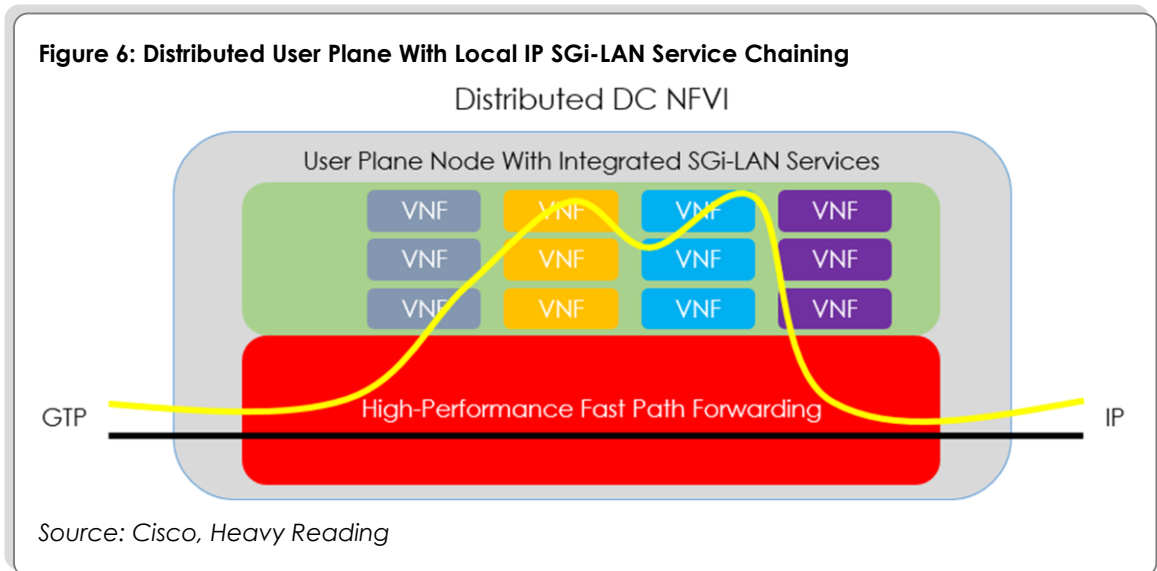 Figure 6: Distributed User Plane With Local IP SGi-LAN Service Chaining
Distributed DC NFVI
User Plane Node With Integrated SGi-LAN Services
VNF VNF VNF VNF
VNF VNF VNF VNF
VNF VNF VNF VNF
GTP High-Performance Fast Path Forwarding IP
Source: Cisco, Heavy Reading